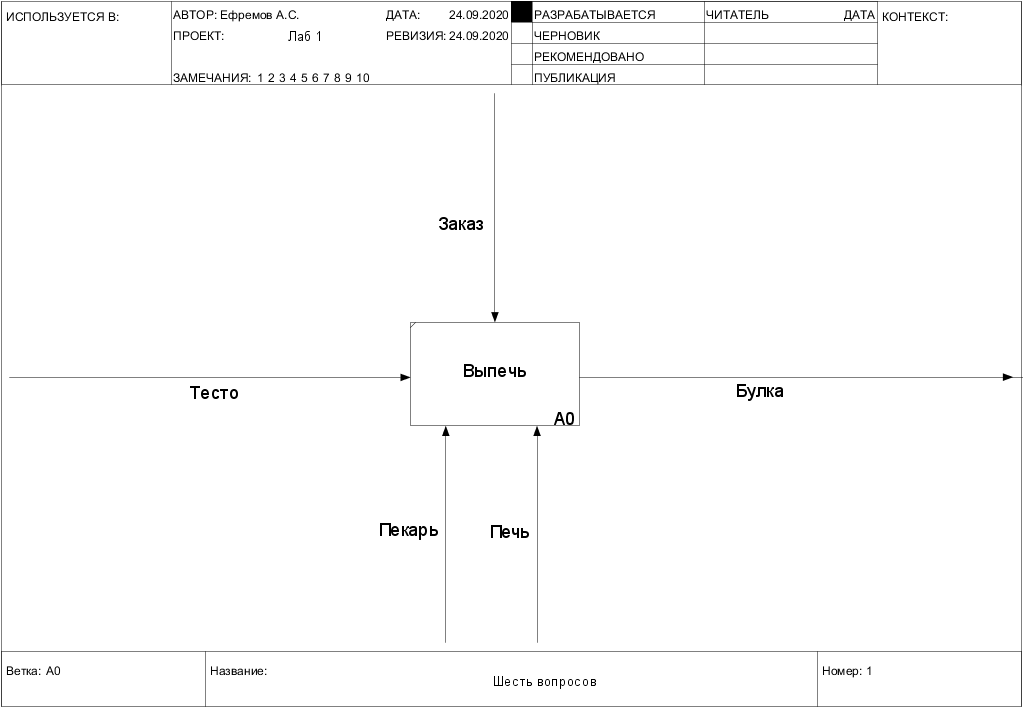 ИСПОЛЬЗУЕТСЯ В:
АВТОР: Ефремов А.С.
ДАТА: 24.09.2020
РАЗРАБАТЫВАЕТСЯ
ЧИТАТЕЛЬ
ДАТА
КОНТЕКСТ:
ПРОЕКТ: Лаб 1
РЕВИЗИЯ: 24.09.2020
ЧЕРНОВИК
РЕКОМЕНДОВАНО
ЗАМЕЧАНИЯ: 1 2 3 4 5 6 7 8 9 10
ПУБЛИКАЦИЯ
Заказ
Выпечь
A0
Тесто
Булка
Пекарь
Печь
Ветка: A0
Название:
Шесть вопросов
Номер: 1